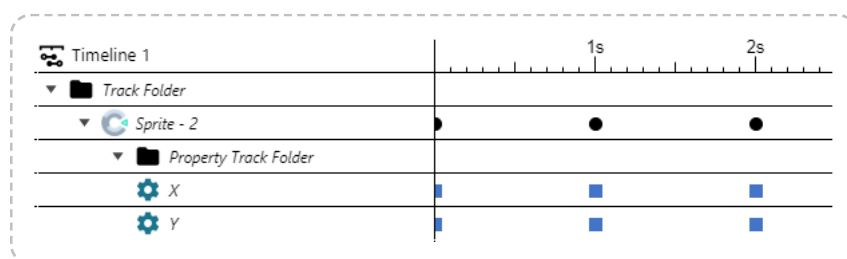 Timeline 1 1s 2s
Track Folder
Sprite - 2
Property Track Folder
X
Y